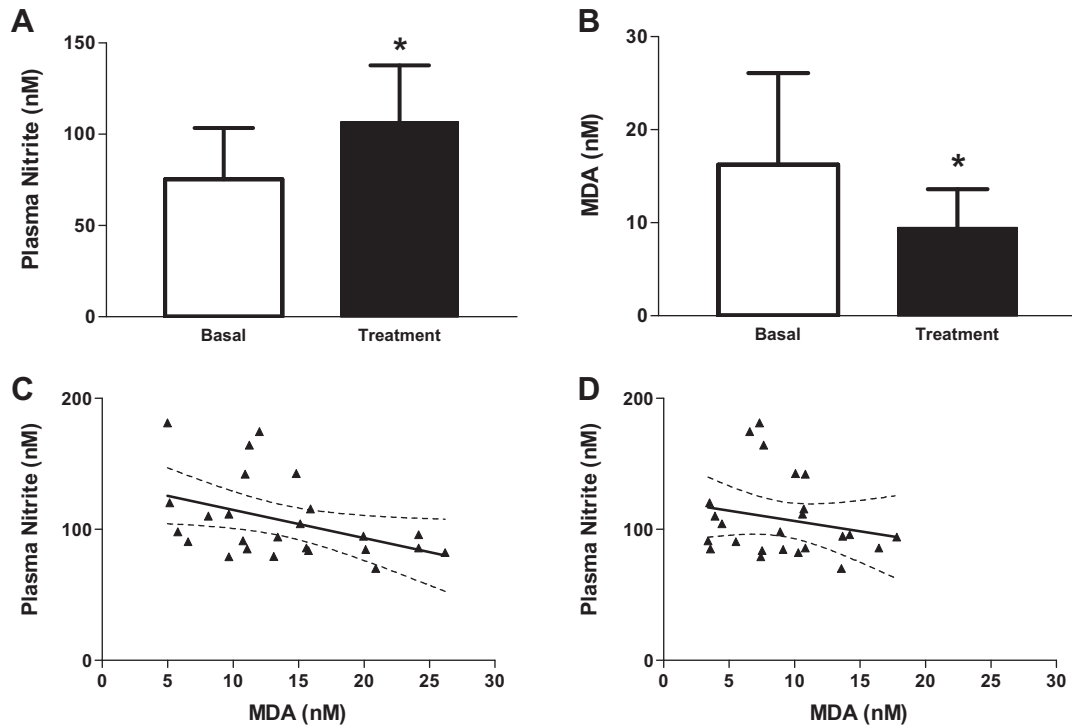 A
Plasma Nitrite (nM)
150
100
50
0
*
Basal
Treatment
B
MDA (nM)
30
20
10
0
*
Basal
Treatment
C
Plasma Nitrite (nM)
200
100
0
0 5 10 15 20 25 30
MDA (nM)
D
Plasma Nitrite (nM)
200
100
0
0 5 10 15 20 25 30
MDA (nM)